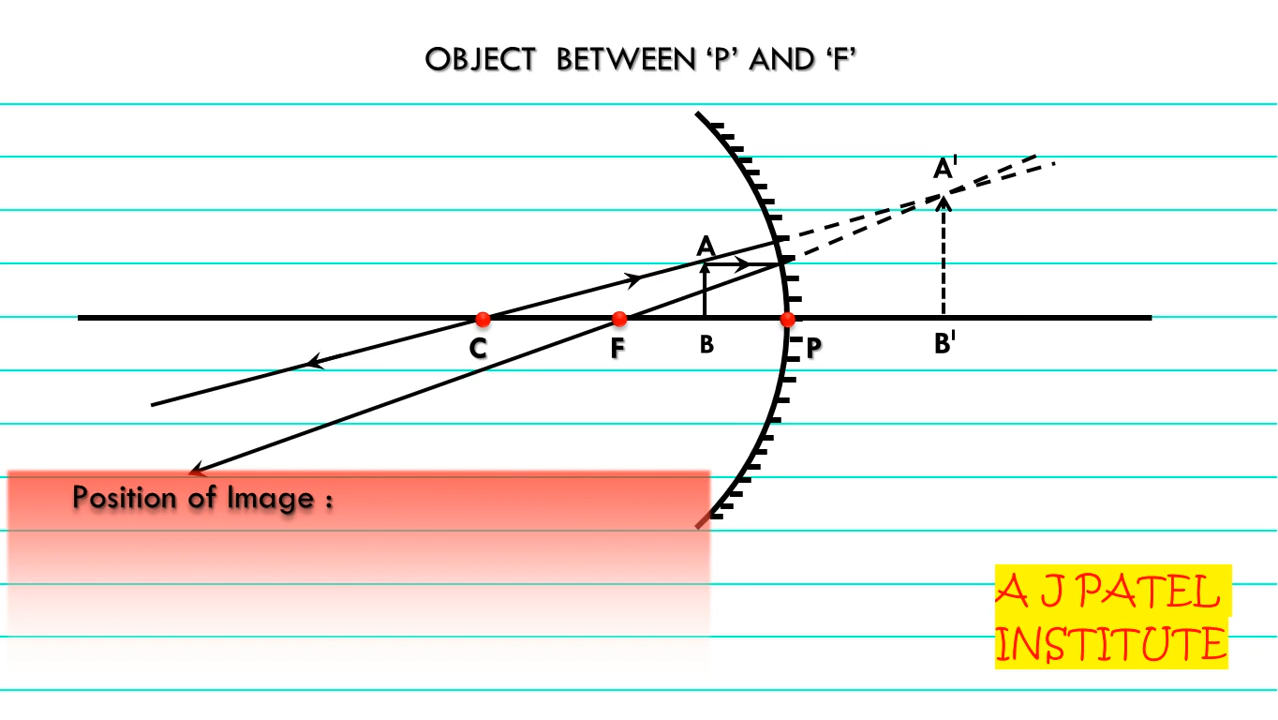 OBJECT BETWEEN ‘P’ AND ‘F’
A'
A
C
F
B
P
B'
Position of Image :
A J PATEL
INSTITUTE